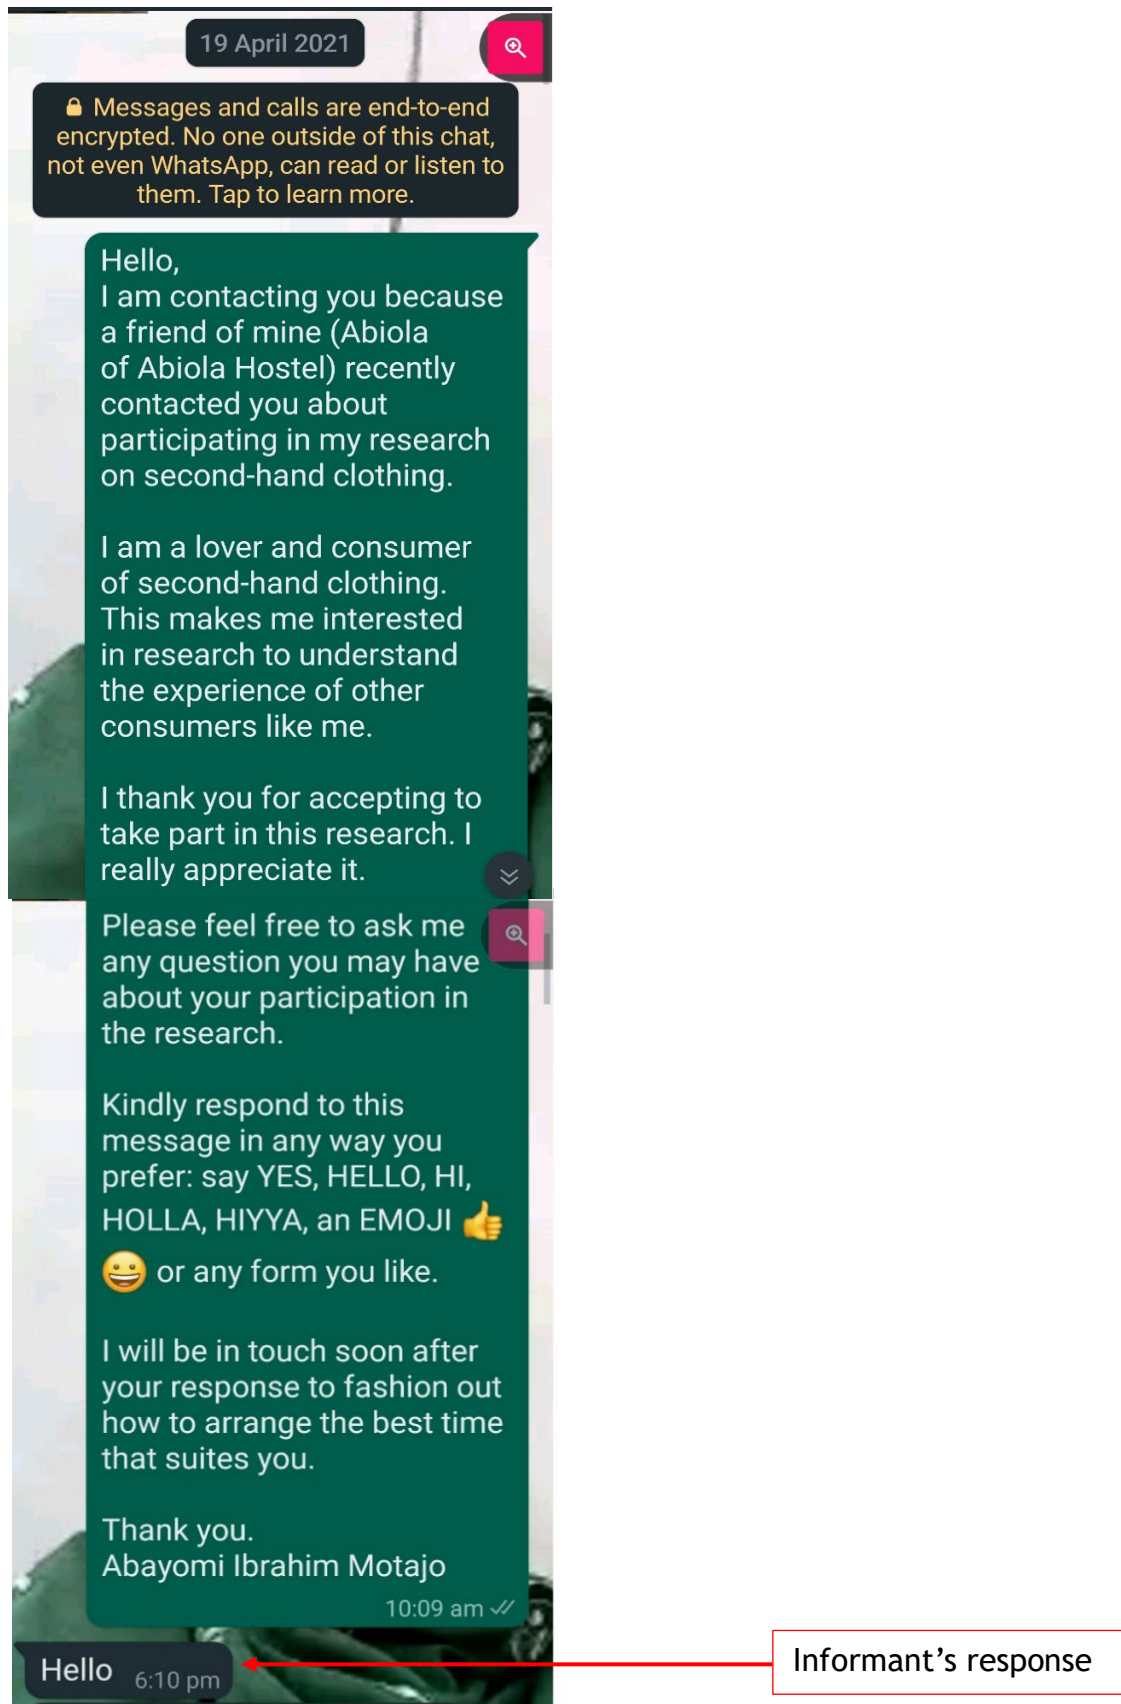 19 April 2021
🔒 Messages and calls are end-to-end
encrypted. No one outside of this chat,
not even WhatsApp, can read or listen to
them. Tap to learn more.
Hello,
I am contacting you because
a friend of mine (Abiola
of Abiola Hostel) recently
contacted you about
participating in my research
on second-hand clothing.
I am a lover and consumer
of second-hand clothing.
This makes me interested
in research to understand
the experience of other
consumers like me.
I thank you for accepting to
take part in this research. I
really appreciate it.
Please feel free to ask me
any question you may have
about your participation in
the research.
Kindly respond to this
message in any way you
prefer: say YES, HELLO, HI,
HOLLA, HIYYA, an EMOJI 👍
😀 or any form you like.
I will be in touch soon after
your response to fashion out
how to arrange the best time
that suites you.
Thank you.
Abayomi Ibrahim Motajo
10:09 am
Hello 6:10 pm
Informant’s response